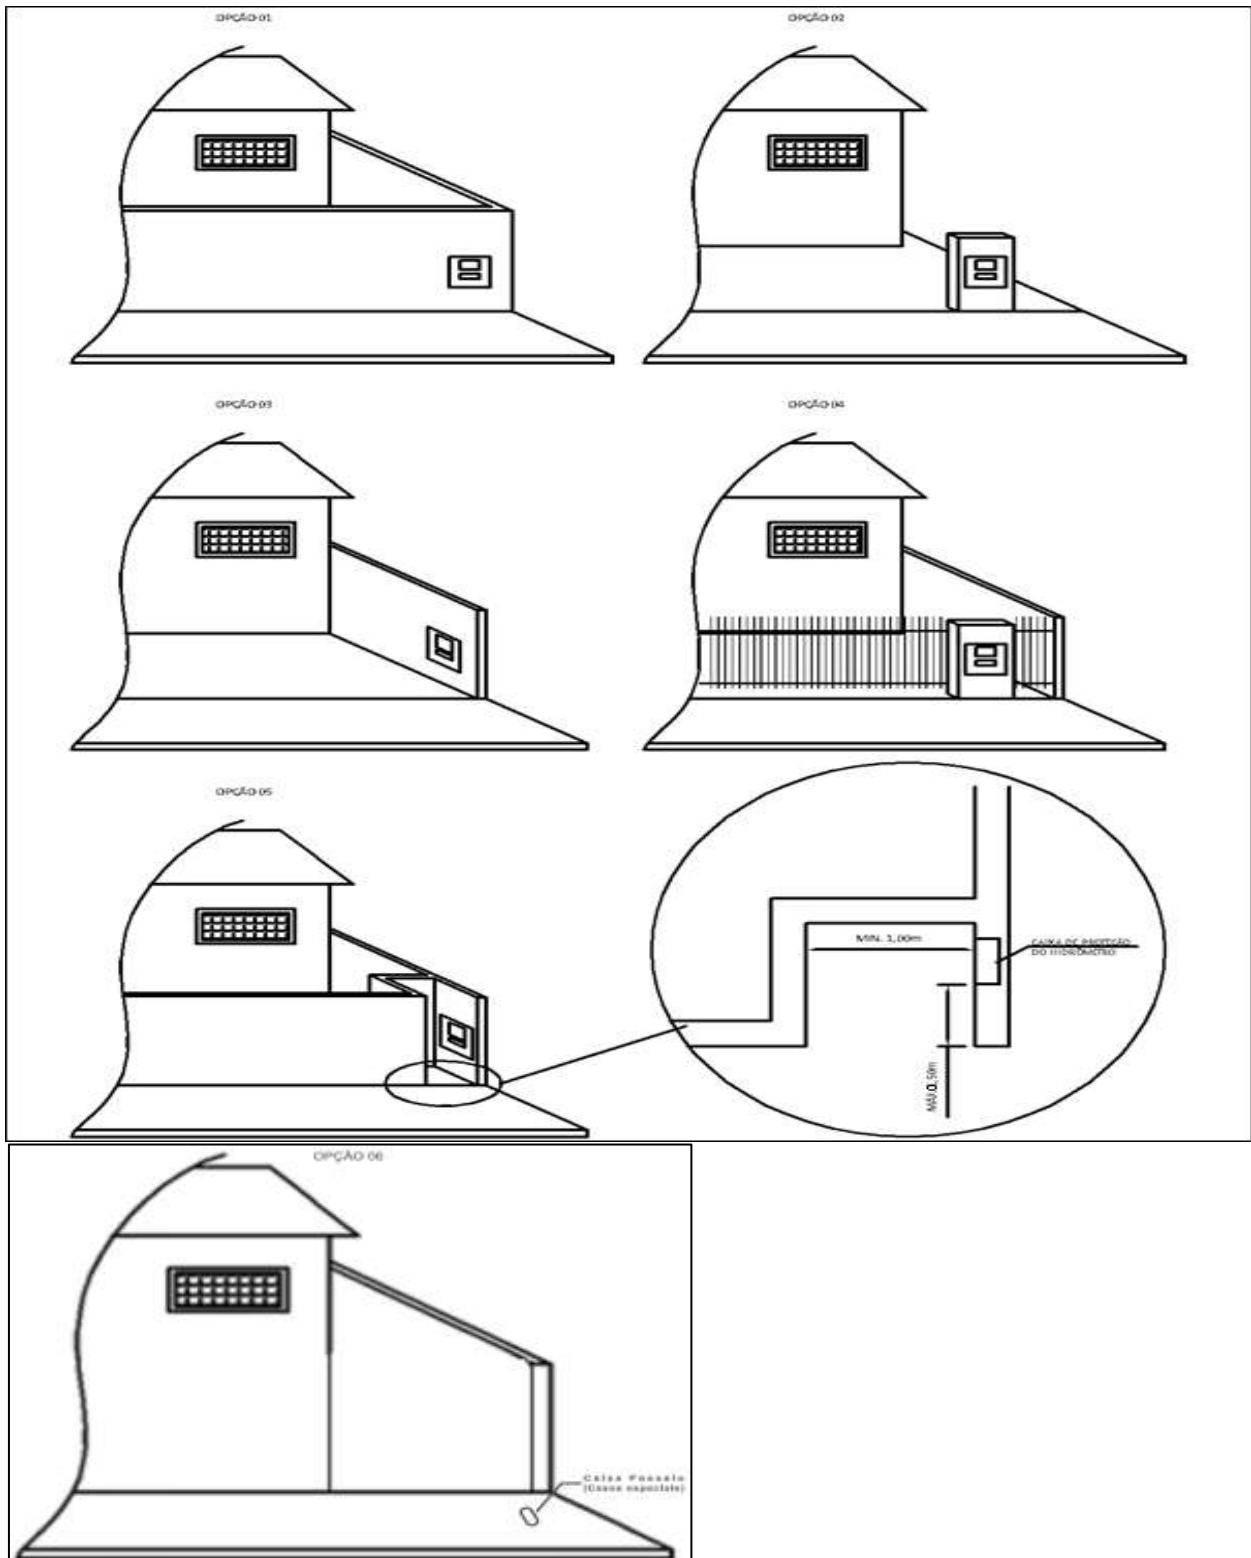 OPÇÃO 01
OPÇÃO 02
OPÇÃO 03
OPÇÃO 04
OPÇÃO 05
MIN. 1,00m
CAIXA DE PROTEÇÃO
DO HIDRÔMETRO
MÁX.0,50m
OPÇÃO 06
Caixa Passeio
(Casos especiais)